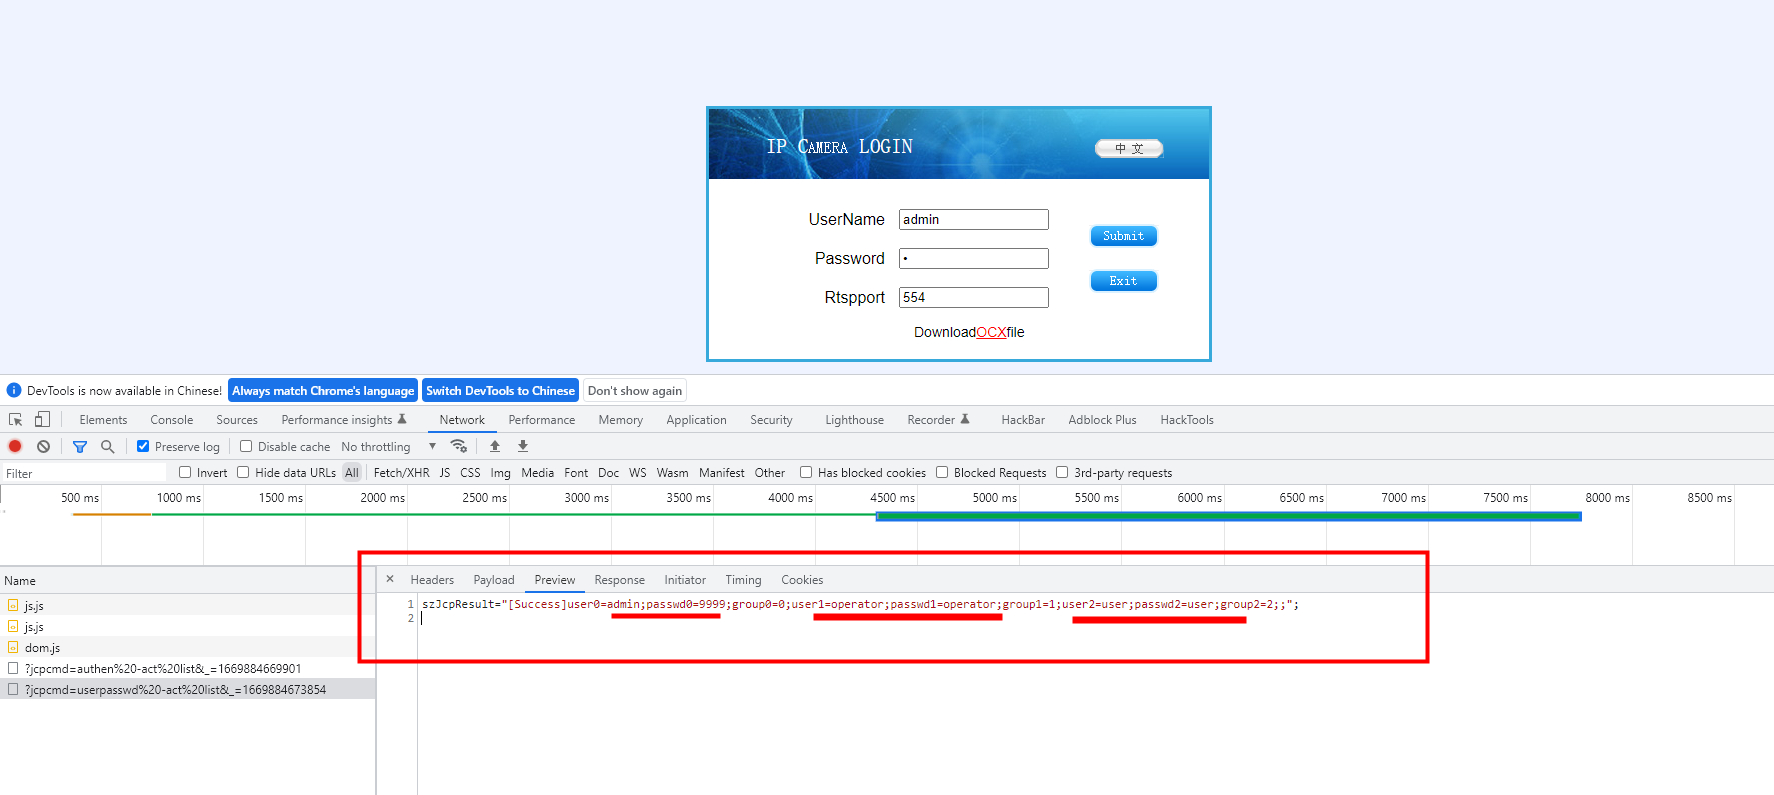 IP CAMERA LOGIN
中 文
UserName admin
Submit
Password •
Exit
Rtspport 554
DownloadOCXfile
DevTools is now available in Chinese! Always match Chrome's language Switch DevTools to Chinese Don't show again
Elements Console Sources Performance insights Network Performance Memory Application Security Lighthouse Recorder HackBar Adblock Plus HackTools
Preserve log Disable cache No throttling
Filter Invert Hide data URLs All Fetch/XHR JS CSS Img Media Font Doc WS Wasm Manifest Other Has blocked cookies Blocked Requests 3rd-party requests
500 ms 1000 ms 1500 ms 2000 ms 2500 ms 3000 ms 3500 ms 4000 ms 4500 ms 5000 ms 5500 ms 6000 ms 6500 ms 7000 ms 7500 ms 8000 ms 8500 ms
Name
js.js
js.js
dom.js
?jcpcmd=authen%20-act%20list&_=1669884669901
?jcpcmd=userpasswd%20-act%20list&_=1669884673854
× Headers Payload Preview Response Initiator Timing Cookies
1 szJcpResult="[Success]user0=admin;passwd0=9999;group0=0;user1=operator;passwd1=operator;group1=1;user2=user;passwd2=user;group2=2;;";
2